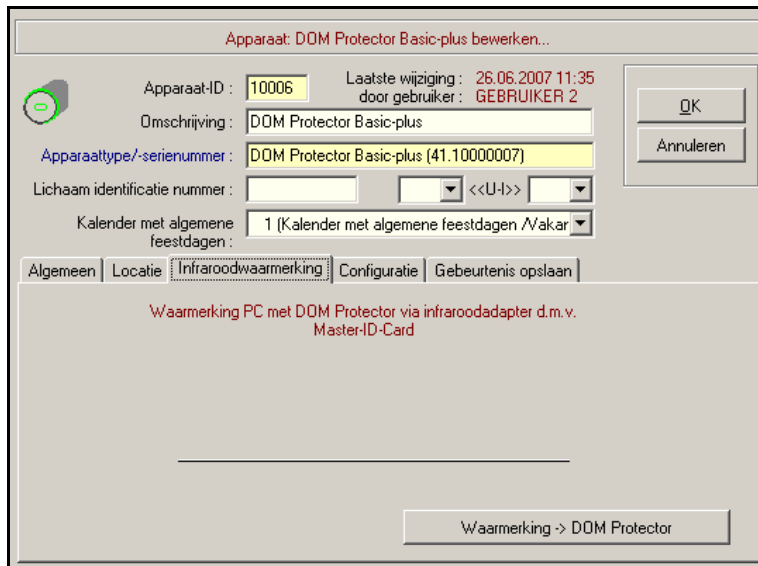 Apparaat: DOM Protector Basic-plus bewerken...
Apparaat-ID : 10006 Laatste wijziging : 26.06.2007 11:35
door gebruiker : GEBRUIKER 2
OK
Omschrijving : DOM Protector Basic-plus
Annuleren
Apparaattype/-serienummer : DOM Protector Basic-plus (41.10000007)
Lichaam identificatie nummer : <<U-I>>
Kalender met algemene feestdagen : 1 (Kalender met algemene feestdagen /Vakar
Algemeen Locatie Infraroodwaarmerking Configuratie Gebeurtenis opslaan
Waarmerking PC met DOM Protector via infraroodadapter d.m.v.
Master-ID-Card
Waarmerking -> DOM Protector